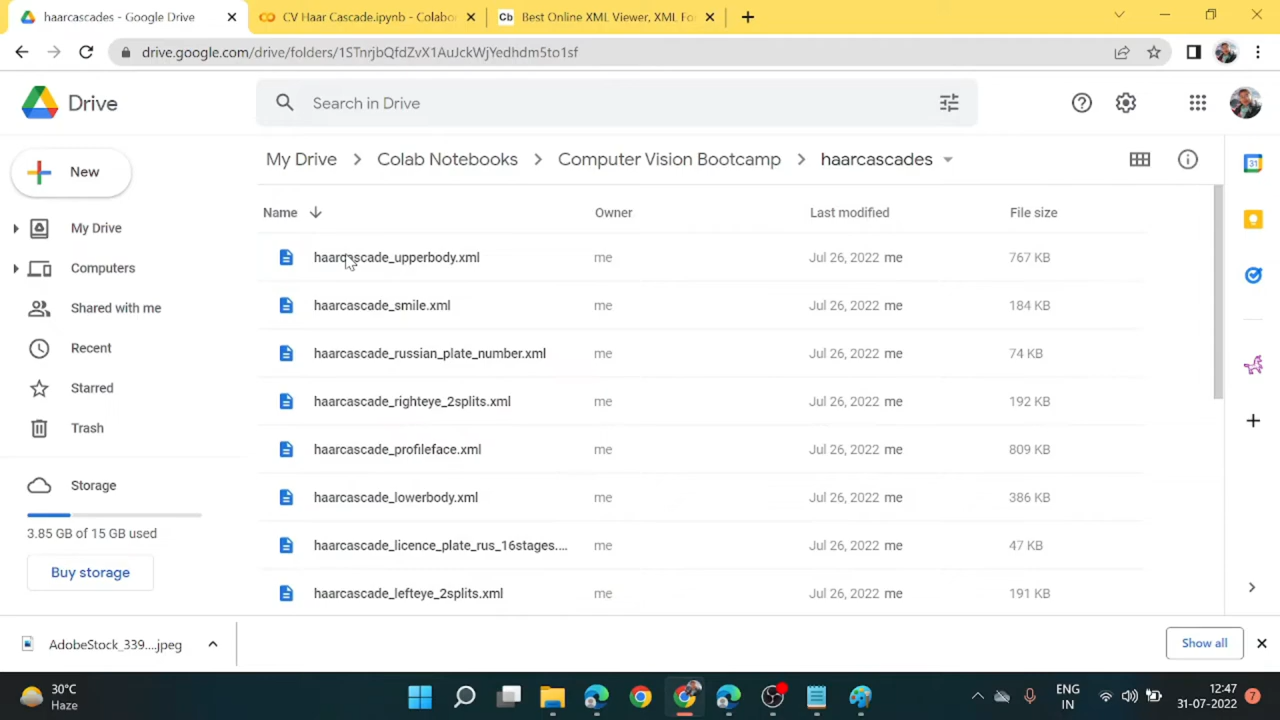 haarcascades - Google Drive
CV Haar Cascade.ipynb - Colabo
Cb Best Online XML Viewer, XML Fo
drive.google.com/drive/folders/1STnrjbQfdZvX1AuJckWjYedhdm5to1sf
Drive
Search in Drive
New
My Drive
Computers
Shared with me
Recent
Starred
Trash
Storage
3.85 GB of 15 GB used
Buy storage
My Drive > Colab Notebooks > Computer Vision Bootcamp > haarcascades
Name Owner Last modified File size
haarcascade_upperbody.xml me Jul 26, 2022 me 767 KB
haarcascade_smile.xml me Jul 26, 2022 me 184 KB
haarcascade_russian_plate_number.xml me Jul 26, 2022 me 74 KB
haarcascade_righteye_2splits.xml me Jul 26, 2022 me 192 KB
haarcascade_profileface.xml me Jul 26, 2022 me 809 KB
haarcascade_lowerbody.xml me Jul 26, 2022 me 386 KB
haarcascade_licence_plate_rus_16stages.... me Jul 26, 2022 me 47 KB
haarcascade_lefteye_2splits.xml me Jul 26, 2022 me 191 KB
31
AdobeStock_339....jpeg
Show all
30°C
Haze
ENG
IN
12:47
31-07-2022
7